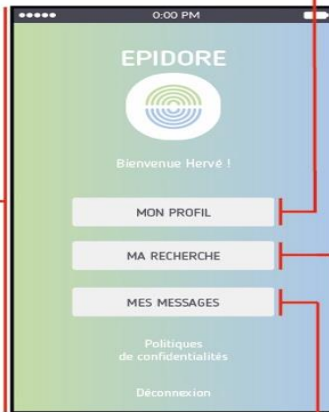 0:00 PM
EPIDORE
Bienvenue Hervé !
MON PROFIL
MA RECHERCHE
MES MESSAGES
Politiques
de confidentialités
Déconnexion